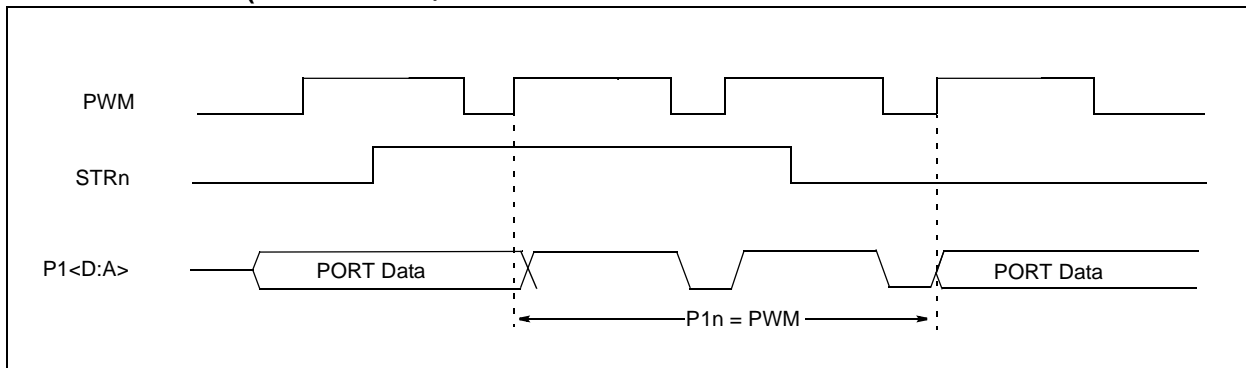 PWM
STRn
P1<D:A>
PORT Data
PORT Data
P1n = PWM